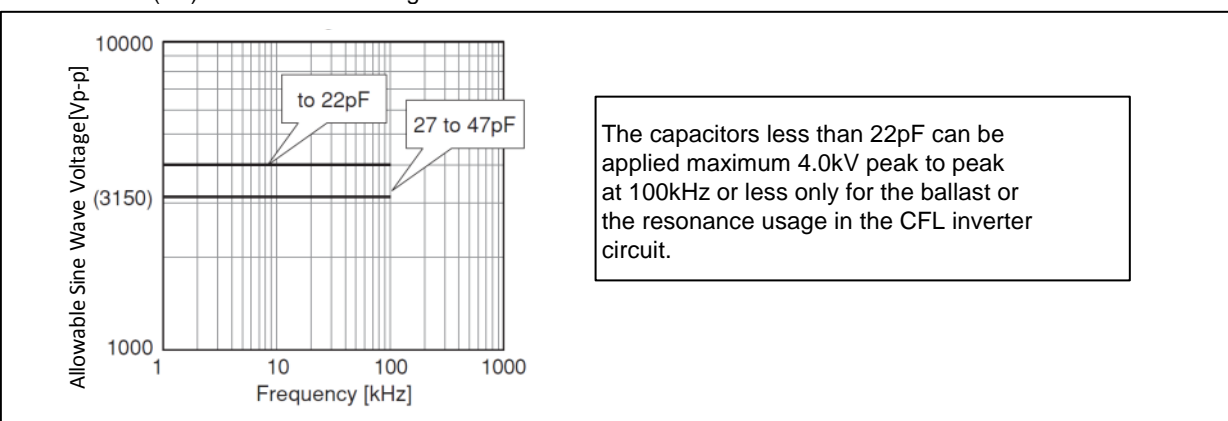 10000
to 22pF
27 to 47pF
(3150)
1000
1
10
100
1000
Frequency [kHz]
Allowable Sine Wave Voltage[Vp-p]
The capacitors less than 22pF can be
applied maximum 4.0kV peak to peak
at 100kHz or less only for the ballast or
the resonance usage in the CFL inverter
circuit.